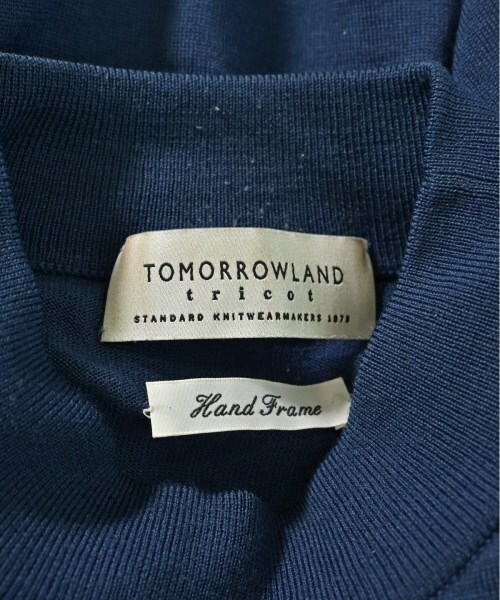 TOMORROWLAND
tricot
STANDARD KNITWEARMAKERS 1978
Hand Frame